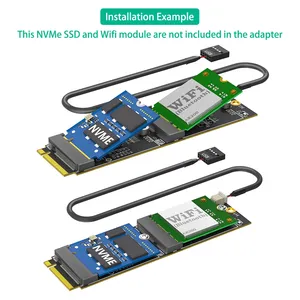 Installation Example
This NVMe SSD and Wifi module are not included in the adapter
NVME
WiFi
NVME
WiFi